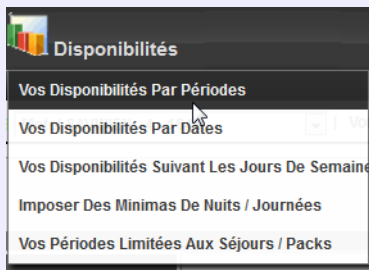 Disponibilités
Vos Disponibilités Par Périodes
Vos Disponibilités Par Dates
Vos Disponibilités Suivant Les Jours De Semaine
Imposer Des Minimas De Nuits / Journées
Vos Périodes Limitées Aux Séjours / Packs